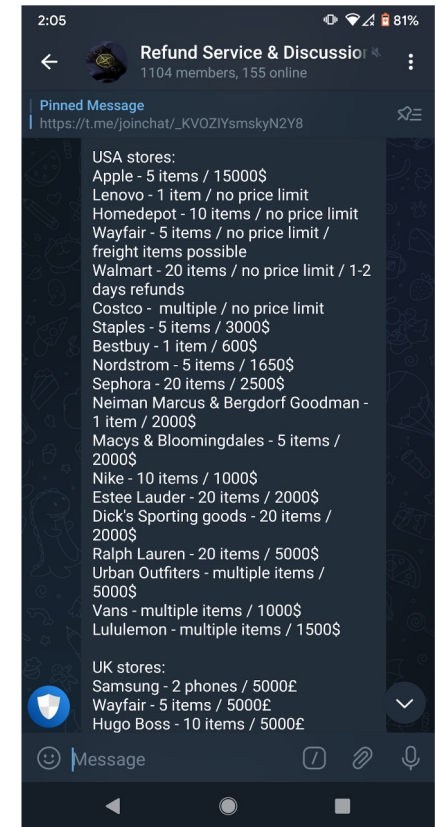 2:05
81%
Refund Service & Discussion
1104 members, 155 online
Pinned Message
https://t.me/joinchat/_KVOZIYsmskyN2Y8
USA stores:
Apple - 5 items / 15000$
Lenovo - 1 item / no price limit
Homedepot - 10 items / no price limit
Wayfair - 5 items / no price limit /
freight items possible
Walmart - 20 items / no price limit / 1-2
days refunds
Costco -  multiple / no price limit
Staples - 5 items / 3000$
Bestbuy - 1 item / 600$
Nordstrom - 5 items / 1650$
Sephora - 20 items / 2500$
Neiman Marcus & Bergdorf Goodman -
1 item / 2000$
Macys & Bloomingdales - 5 items /
2000$
Nike - 10 items / 1000$
Estee Lauder - 20 items / 2000$
Dick's Sporting goods - 20 items /
2000$
Ralph Lauren - 20 items / 5000$
Urban Outfiters - multiple items /
5000$
Vans - multiple items / 1000$
Lululemon - multiple items / 1500$
UK stores:
Samsung - 2 phones / 5000£
Wayfair - 5 items / 5000£
Hugo Boss - 10 items / 5000£
Message